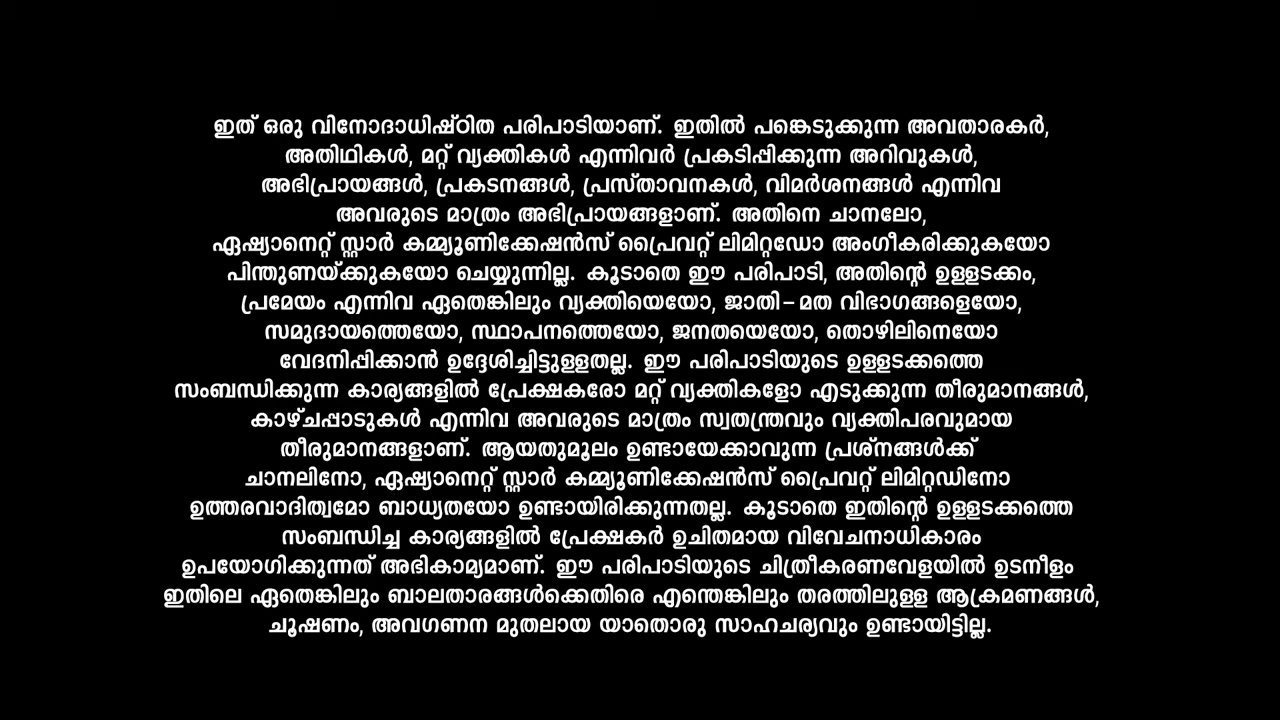 ഇത് ഒരു വിനോദാധിഷ്ഠിത പരിപാടിയാണ്. ഇതിൽ പങ്കെടുക്കുന്ന അവതാരകർ,
അതിഥികൾ, മറ്റ് വ്യക്തികൾ എന്നിവർ പ്രകടിപ്പിക്കുന്ന അറിവുകൾ,
അഭിപ്രായങ്ങൾ, പ്രകടനങ്ങൾ, പ്രസ്താവനകൾ, വിമർശനങ്ങൾ എന്നിവ
അവരുടെ മാത്രം അഭിപ്രായങ്ങളാണ്. അതിനെ ചാനലോ,
ഏഷ്യാനെറ്റ് സ്റ്റാർ കമ്മ്യൂണിക്കേഷൻസ് പ്രൈവറ്റ് ലിമിറ്റഡോ അംഗീകരിക്കുകയോ
പിന്തുണയ്ക്കുകയോ ചെയ്യുന്നില്ല. കൂടാതെ ഈ പരിപാടി, അതിന്റെ ഉള്ളടക്കം,
പ്രമേയം എന്നിവ ഏതെങ്കിലും വ്യക്തിയെയോ, ജാതി-മത വിഭാഗങ്ങളെയോ,
സമുദായത്തെയോ, സ്ഥാപനത്തെയോ, ജനതയെയോ, തൊഴിലിനെയോ
വേദനിപ്പിക്കാൻ ഉദ്ദേശിച്ചിട്ടുള്ളതല്ല. ഈ പരിപാടിയുടെ ഉള്ളടക്കത്തെ
സംബന്ധിക്കുന്ന കാര്യങ്ങളിൽ പ്രേക്ഷകരോ മറ്റ് വ്യക്തികളോ എടുക്കുന്ന തീരുമാനങ്ങൾ,
കാഴ്ചപ്പാടുകൾ എന്നിവ അവരുടെ മാത്രം സ്വതന്ത്രവും വ്യക്തിപരവുമായ
തീരുമാനങ്ങളാണ്. ആയതുമൂലം ഉണ്ടായേക്കാവുന്ന പ്രശ്നങ്ങൾക്ക്
ചാനലിനോ, ഏഷ്യാനെറ്റ് സ്റ്റാർ കമ്മ്യൂണിക്കേഷൻസ് പ്രൈവറ്റ് ലിമിറ്റഡിനോ
ഉത്തരവാദിത്വമോ ബാധ്യതയോ ഉണ്ടായിരിക്കുന്നതല്ല. കൂടാതെ ഇതിന്റെ ഉള്ളടക്കത്തെ
സംബന്ധിച്ച കാര്യങ്ങളിൽ പ്രേക്ഷകർ ഉചിതമായ വിവേചനാധികാരം
ഉപയോഗിക്കുന്നത് അഭികാമ്യമാണ്. ഈ പരിപാടിയുടെ ചിത്രീകരണവേളയിൽ ഉടനീളം
ഇതിലെ ഏതെങ്കിലും ബാലതാരങ്ങൾക്കെതിരെ എന്തെങ്കിലും തരത്തിലുള്ള ആക്രമണങ്ങൾ,
ചൂഷണം, അവഗണന മുതലായ യാതൊരു സാഹചര്യവും ഉണ്ടായിട്ടില്ല.